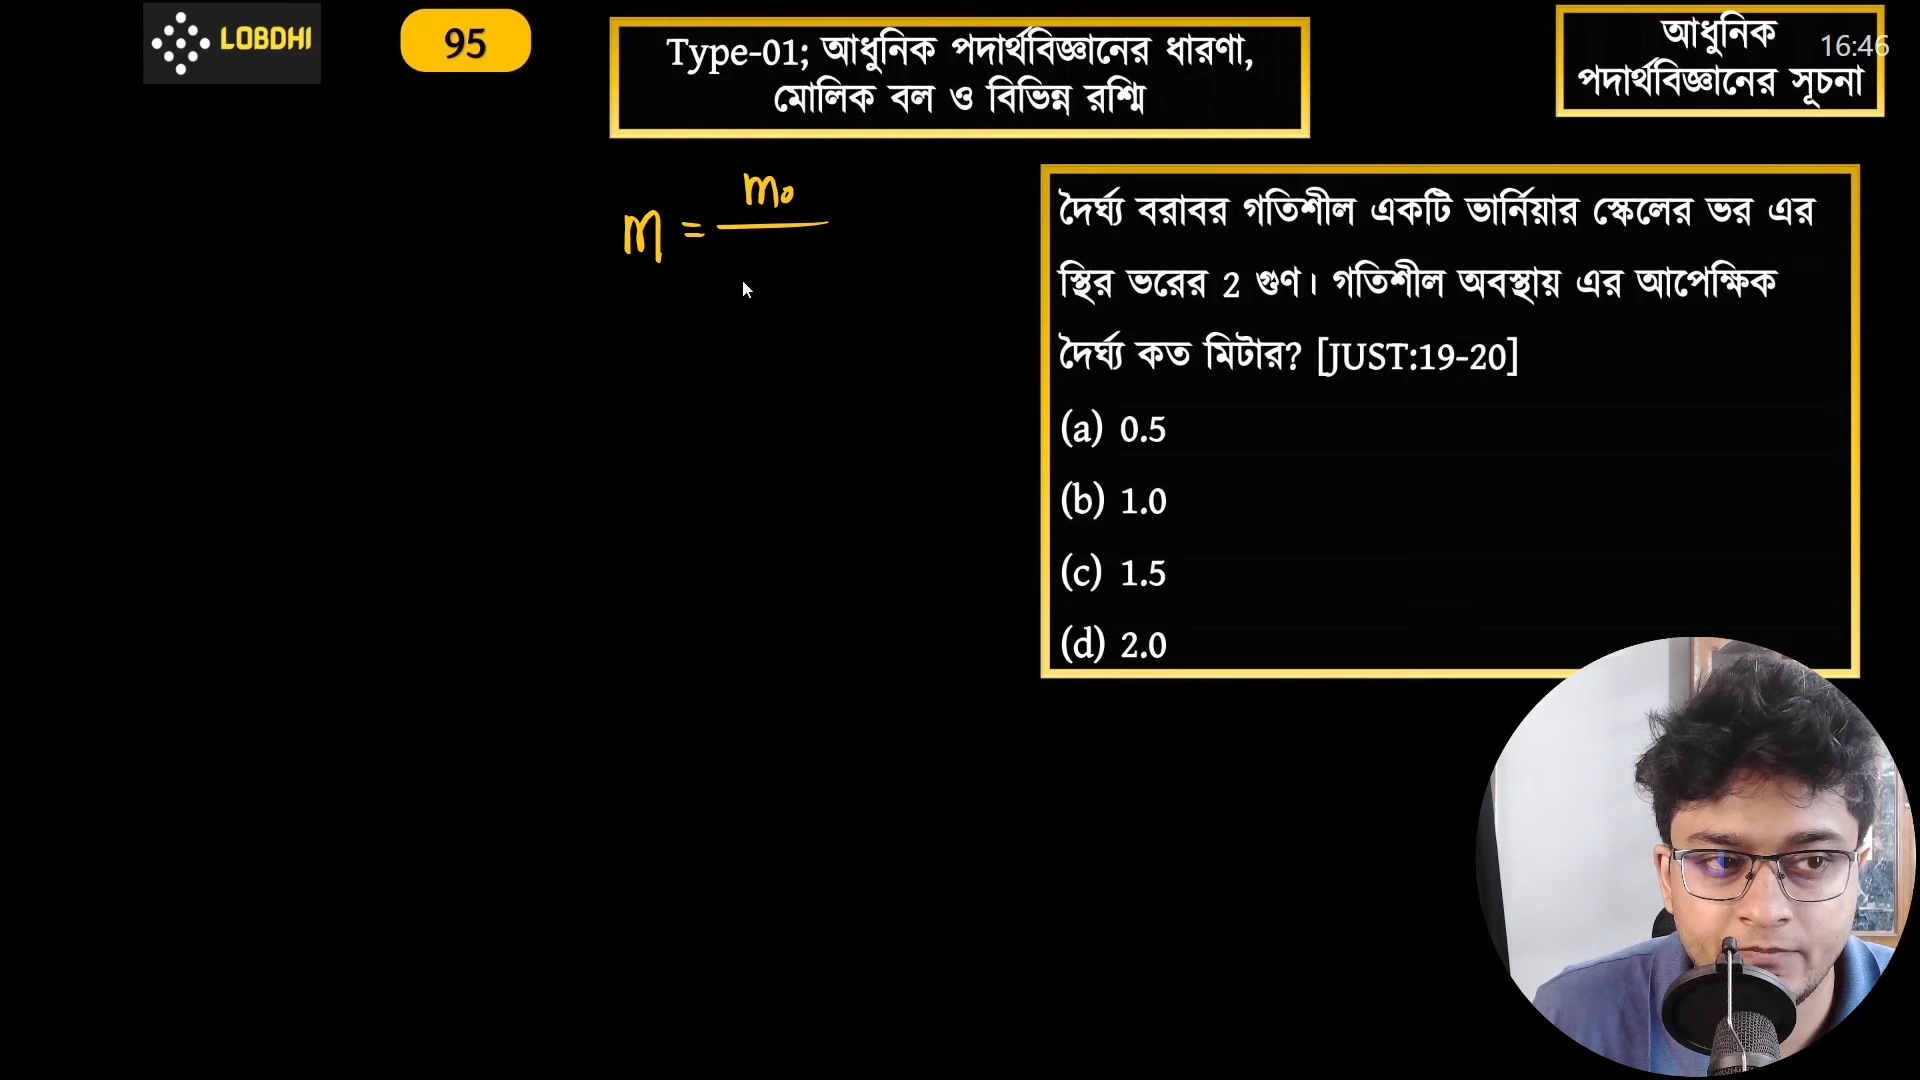 LOBDHI
95
Type-01; আধুনিক পদার্থবিজ্ঞানের ধারণা,
মৌলিক বল ও বিভিন্ন রশ্মি
আধুনিক
পদার্থবিজ্ঞানের সূচনা
16:46
m = m₀
দৈর্ঘ্য বরাবর গতিশীল একটি ভার্নিয়ার স্কেলের ভর এর
স্থির ভরের 2 গুণ। গতিশীল অবস্থায় এর আপেক্ষিক
দৈর্ঘ্য কত মিটার? [JUST:19-20]
(a) 0.5
(b) 1.0
(c) 1.5
(d) 2.0